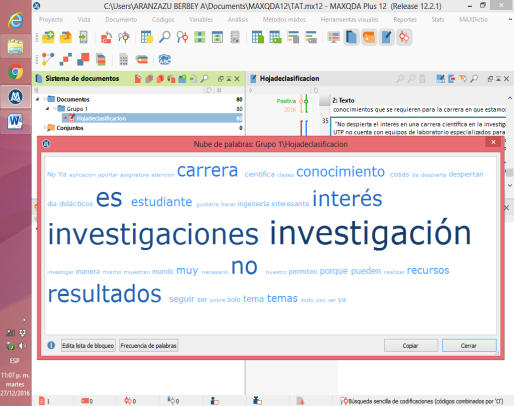 C:\Users\ARANZAZU BERBEY A\Documents\MAXQDA12\TAT.mx12 - MAXQDA Plus 12 (Release 12.2.1)
Proyecto Vista Documento Códigos Variables Análisis Métodos mixtos Herramientas visuales Reportes Stats MAXDictio
Sistema de documentos
Hojadeclasificacion
Documentos 80
Grupo 1 80
Hojadeclasificacion
Conjuntos 0
Positiva
2016
2: Texto
conocimientos que se requieren para la carrera en que estamos
35
"No despierta el interés en una carrera científica en la investig
UTP no cuenta con equipos de laboratorio especializados para
Nube de palabras: Grupo 1\Hojadeclasificacion
No Ya aplicación aportar asignatura atención carrera científica clases conocimiento cosas da despierta despiertan
día didácticos es estudiante gustaría hacer ingeniería interesante interés
investigaciones investigación
investigar manera mismo muestran mundo muy necesario no nuestro permiten porque pueden realizar recursos
resultados seguir ser sobre solo tema temas todo uso ver ya
Edita lista de bloqueo
Frecuencia de palabras
Copiar
Cerrar
ESP
11:07 p. m.
martes
27/12/2016
1
0
0
0
Búsqueda sencilla de codificaciones (códigos combinados por 'O')